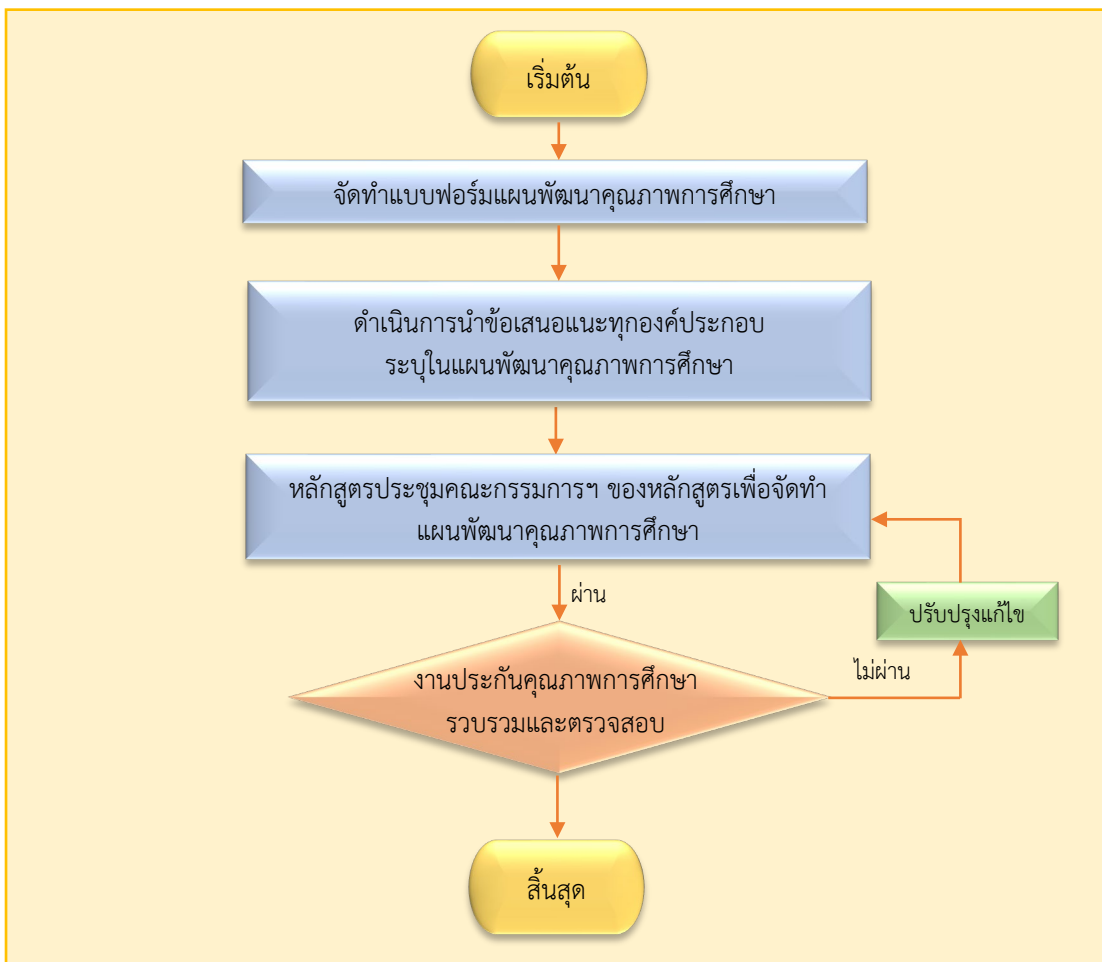 เริ่มต้น
จัดทำแบบฟอร์มแผนพัฒนาคุณภาพการศึกษา
ดำเนินการนำข้อเสนอแนะทุกองค์ประกอบ
ระบุในแผนพัฒนาคุณภาพการศึกษา
หลักสูตรประชุมคณะกรรมการฯ ของหลักสูตรเพื่อจัดทำ
แผนพัฒนาคุณภาพการศึกษา
ผ่าน
ปรับปรุงแก้ไข
ไม่ผ่าน
งานประกันคุณภาพการศึกษา
รวบรวมและตรวจสอบ
สิ้นสุด